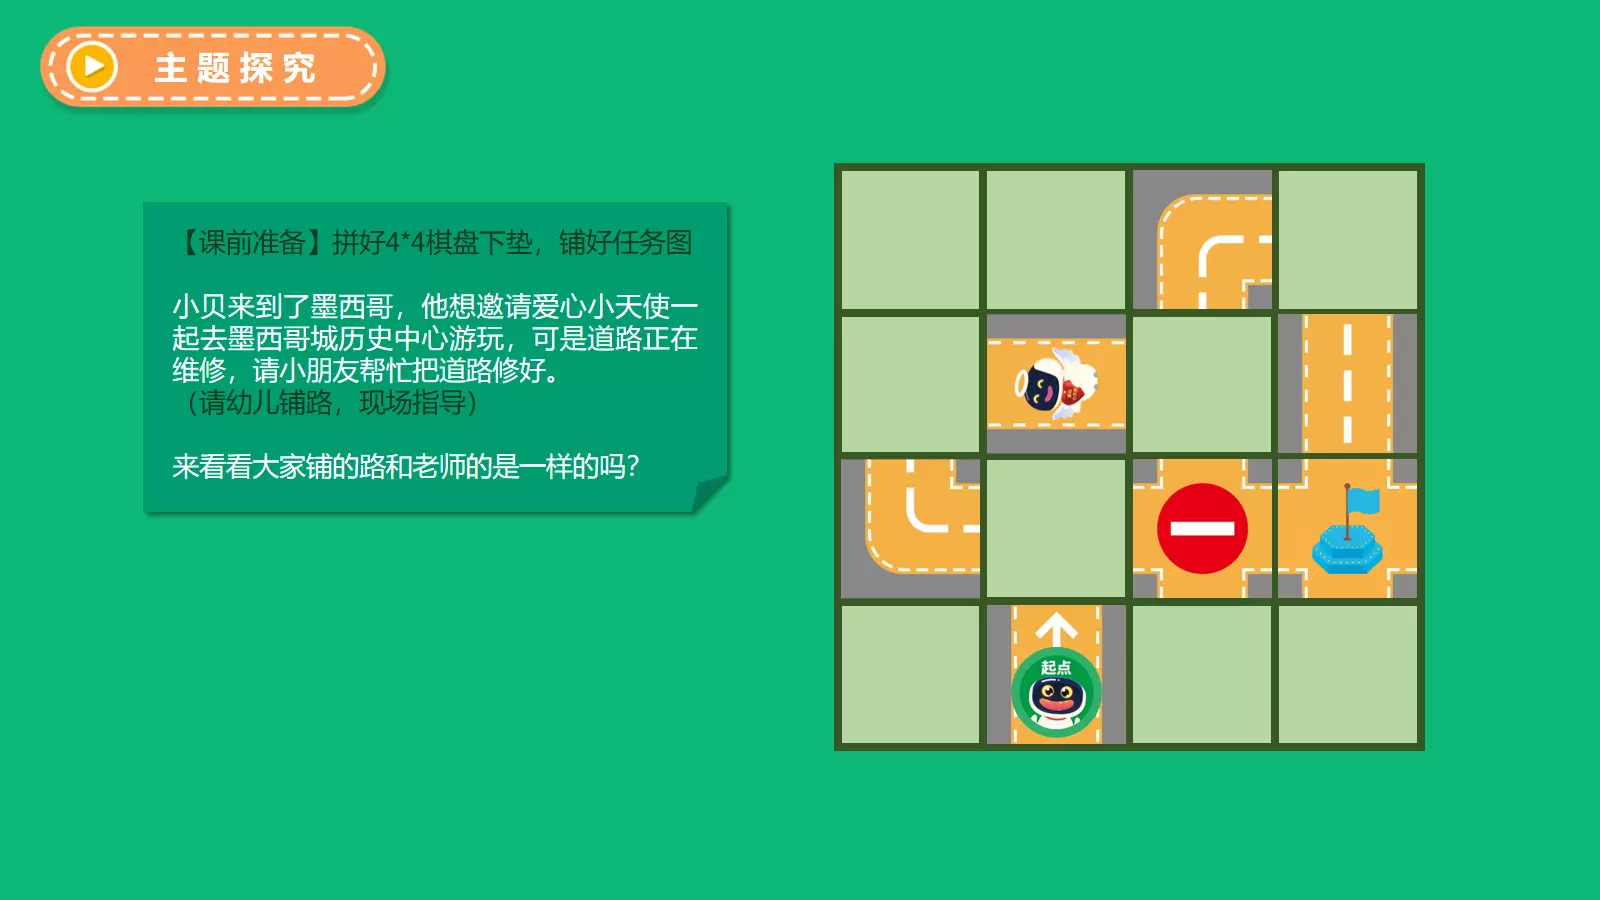 主题探究
【课前准备】拼好4*4棋盘下垫，铺好任务图
小贝来到了墨西哥，他想邀请爱心小天使一
起去墨西哥城历史中心游玩，可是道路正在
维修，请小朋友帮忙把道路修好。
（请幼儿铺路，现场指导）
来看看大家铺的路和老师的是一样的吗？
起点